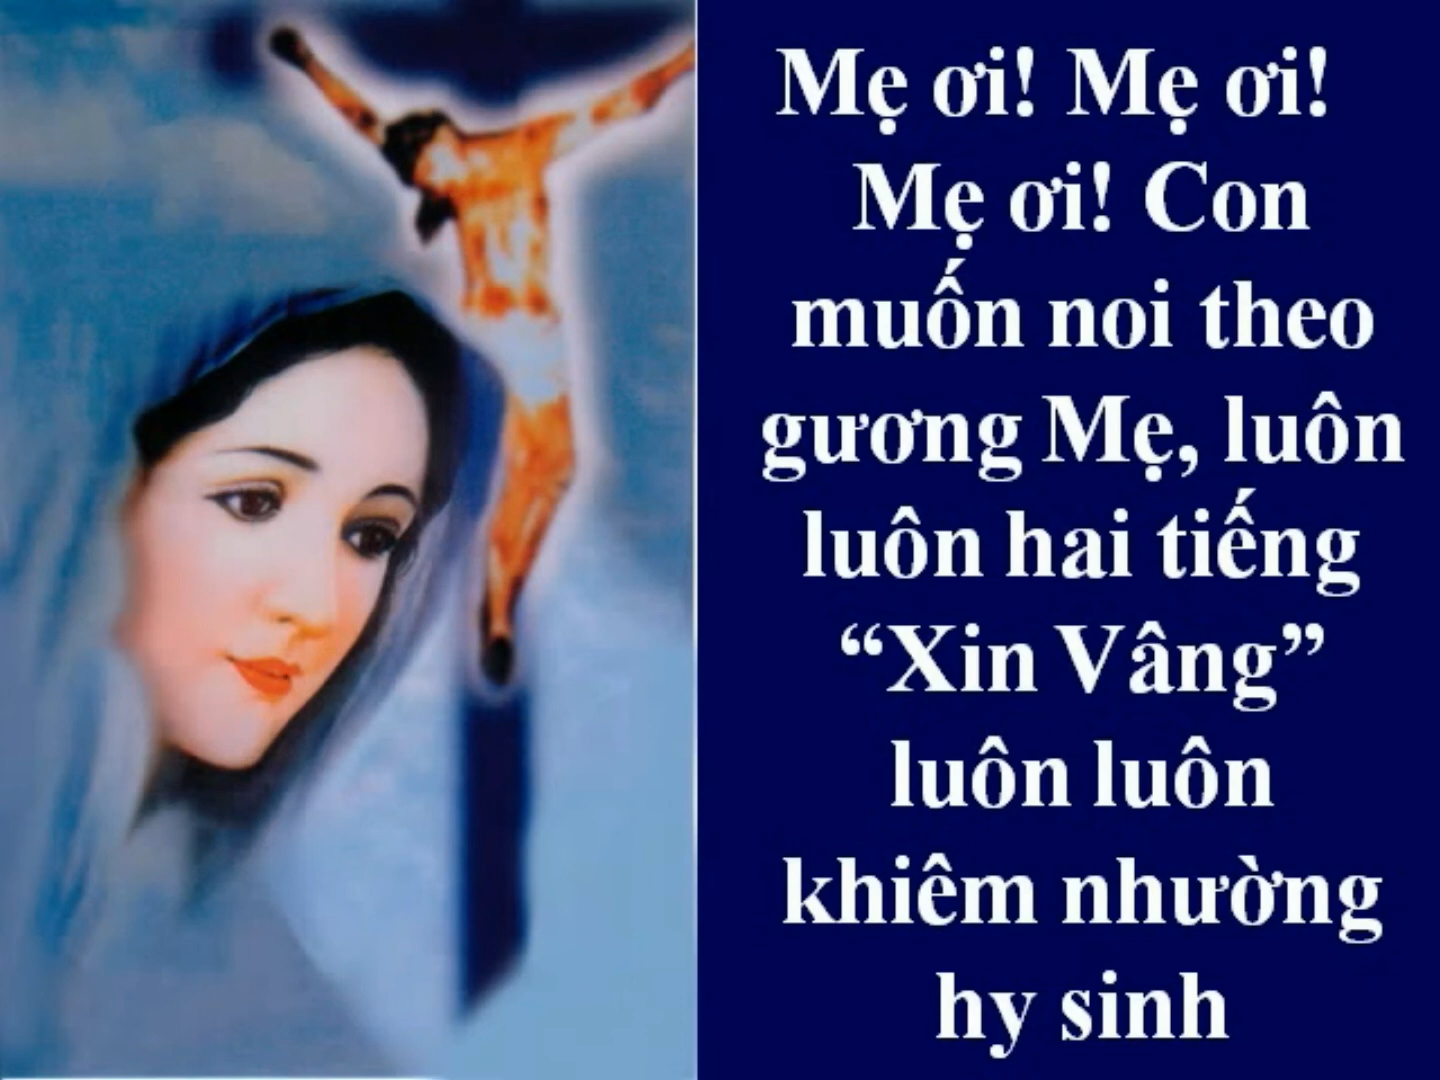 Mẹ ơi! Mẹ ơi!
Mẹ ơi! Con
muốn noi theo
gương Mẹ, luôn
luôn hai tiếng
“Xin Vâng”
luôn luôn
khiêm nhường
hy sinh